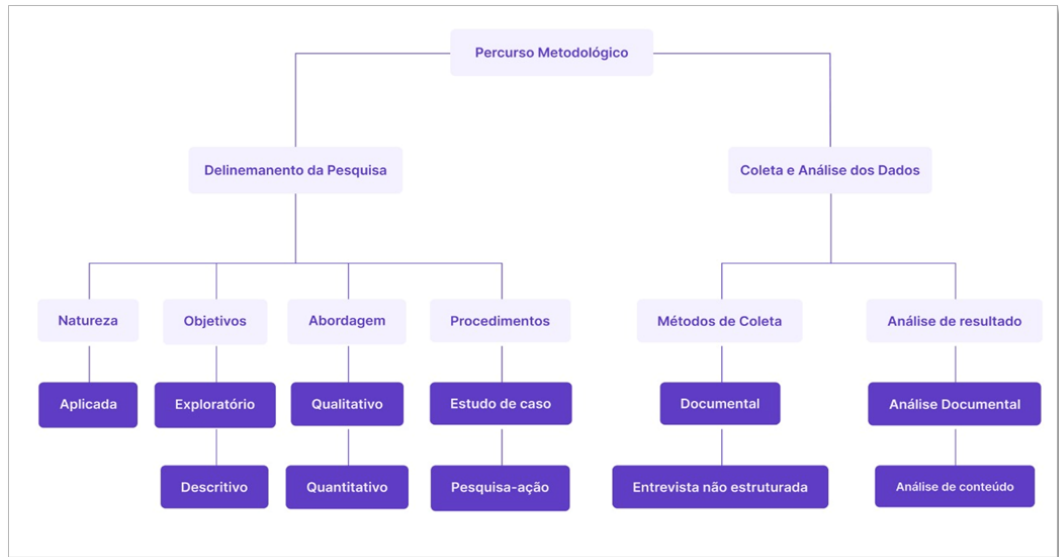 Percurso Metodológico
Delinemanento da Pesquisa
Coleta e Análise dos Dados
Natureza
Objetivos
Abordagem
Procedimentos
Métodos de Coleta
Análise de resultado
Aplicada
Exploratório
Qualitativo
Estudo de caso
Documental
Análise Documental
Descritivo
Quantitativo
Pesquisa-ação
Entrevista não estruturada
Análise de conteúdo